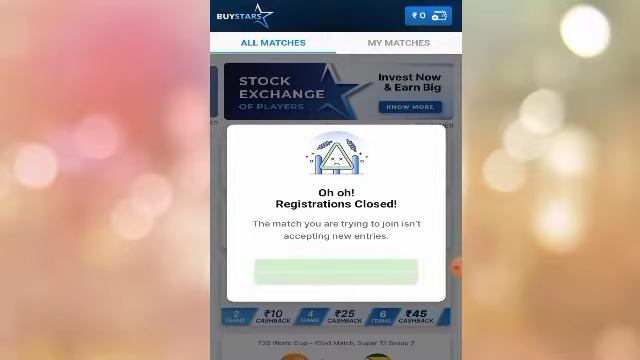 BUYSTARS
₹ 0
ALL MATCHES
MY MATCHES
STOCK
EXCHANGE
OF PLAYERS
Invest Now
& Earn Big
KNOW MORE
Oh oh!
Registrations Closed!
The match you are trying to join isn't
accepting new entries.
2 TEAMS ₹10 CASHBACK 4 TEAMS ₹25 CASHBACK 6 TEAMS ₹45 CASHBACK
T20 World Cup - 42nd Match, Super 12 Group 2